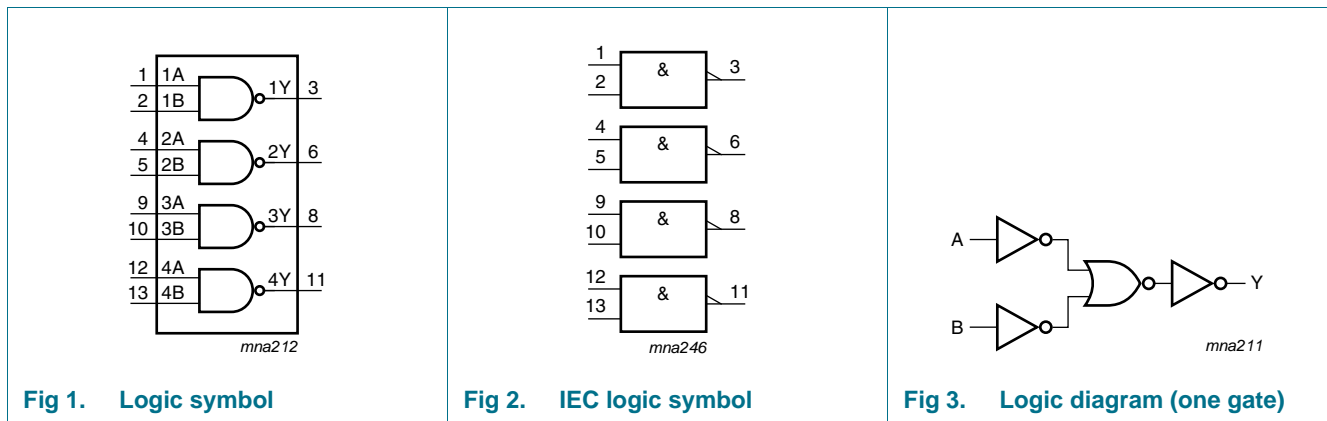 1 1A
2 1B
1Y 3
4 2A
5 2B
2Y 6
9 3A
10 3B
3Y 8
12 4A
13 4B
4Y 11
mna212
Fig 1. Logic symbol
1
2
&
3
4
5
&
6
9
10
&
8
12
13
&
11
mna246
Fig 2. IEC logic symbol
A
B
Y
mna211
Fig 3. Logic diagram (one gate)